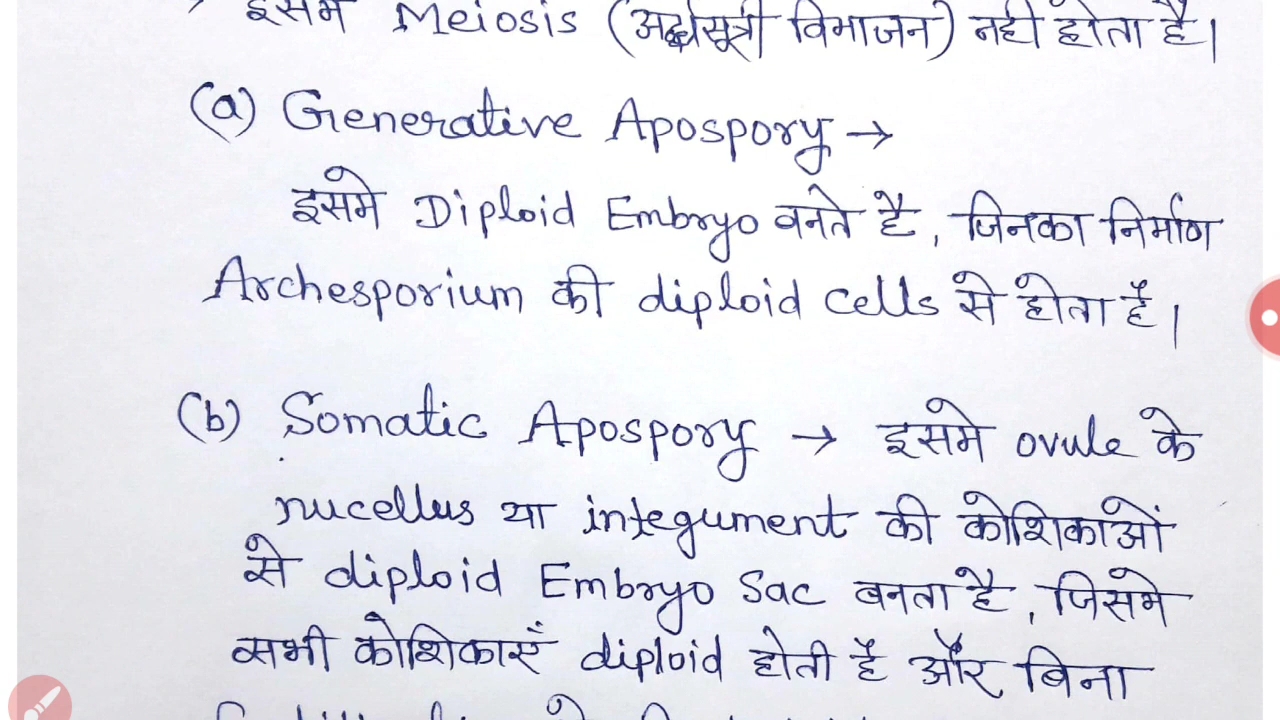 इसमे Meiosis (अर्द्धसूत्री विभाजन) नही होता है।
(a) Generative Apospory →
इसमे Diploid Embryo बनते है, जिनका निर्माण
Archesporium की diploid cells से होता है।
(b) Somatic Apospory → इसमे ovule के
nucellus या integument की कोशिकाओं
से diploid Embryo Sac बनता है, जिसमे
सभी कोशिकाएँ diploid होती है और बिना